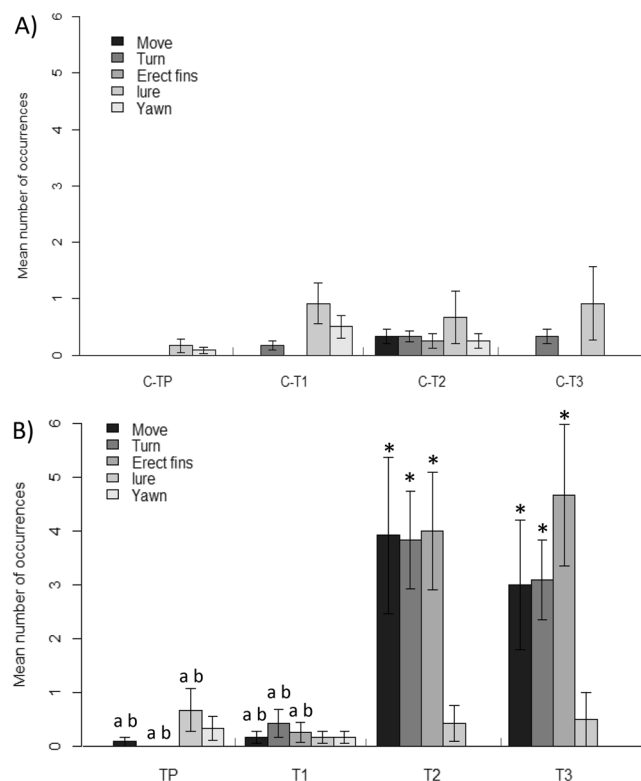 A)
6
5
4
3
2
1
0
Mean number of occurrences
Move
Turn
Erect fins
lure
Yawn
C-TP C-T1 C-T2 C-T3
B)
6
5
4
3
2
1
0
Mean number of occurrences
Move
Turn
Erect fins
lure
Yawn
* * * * * *
a b a b a b a b a b a b
TP T1 T2 T3